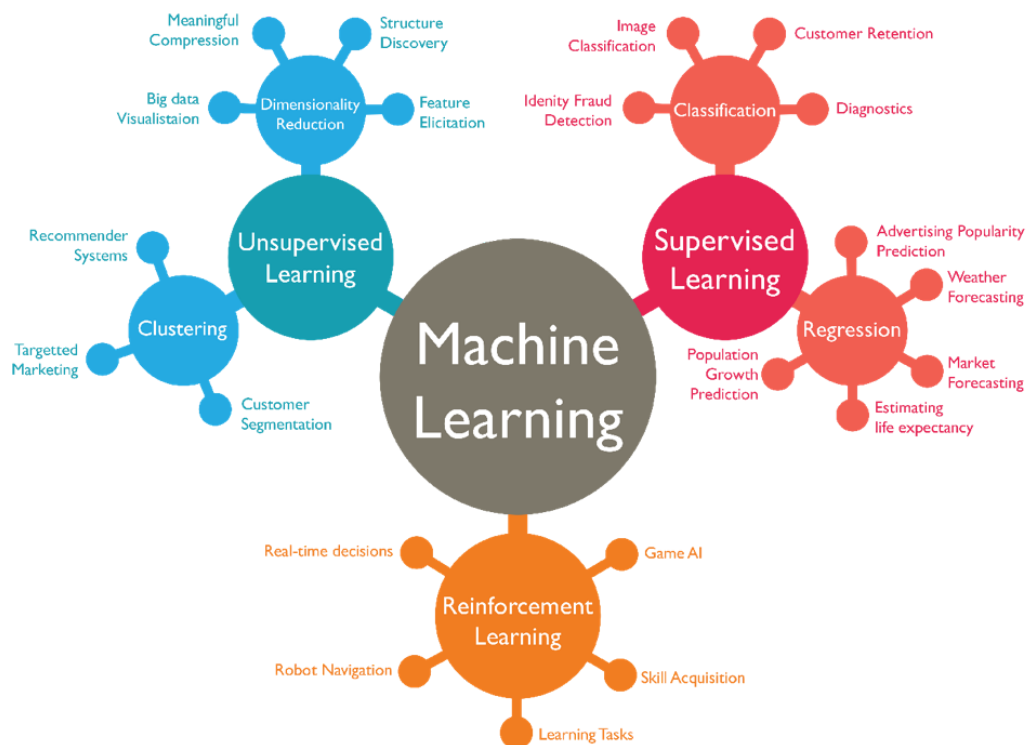 Meaningful
Compression
Structure
Discovery
Big data
Visualistaion
Dimensionality
Reduction
Feature
Elicitation
Unsupervised
Learning
Recommender
Systems
Clustering
Targetted
Marketing
Customer
Segmentation
Machine
Learning
Image
Classification
Customer Retention
Idenity Fraud
Detection
Classification
Diagnostics
Supervised
Learning
Advertising Popularity
Prediction
Weather
Forecasting
Regression
Population
Growth
Prediction
Market
Forecasting
Estimating
life expectancy
Real-time decisions
Game AI
Reinforcement
Learning
Robot Navigation
Skill Acquisition
Learning Tasks